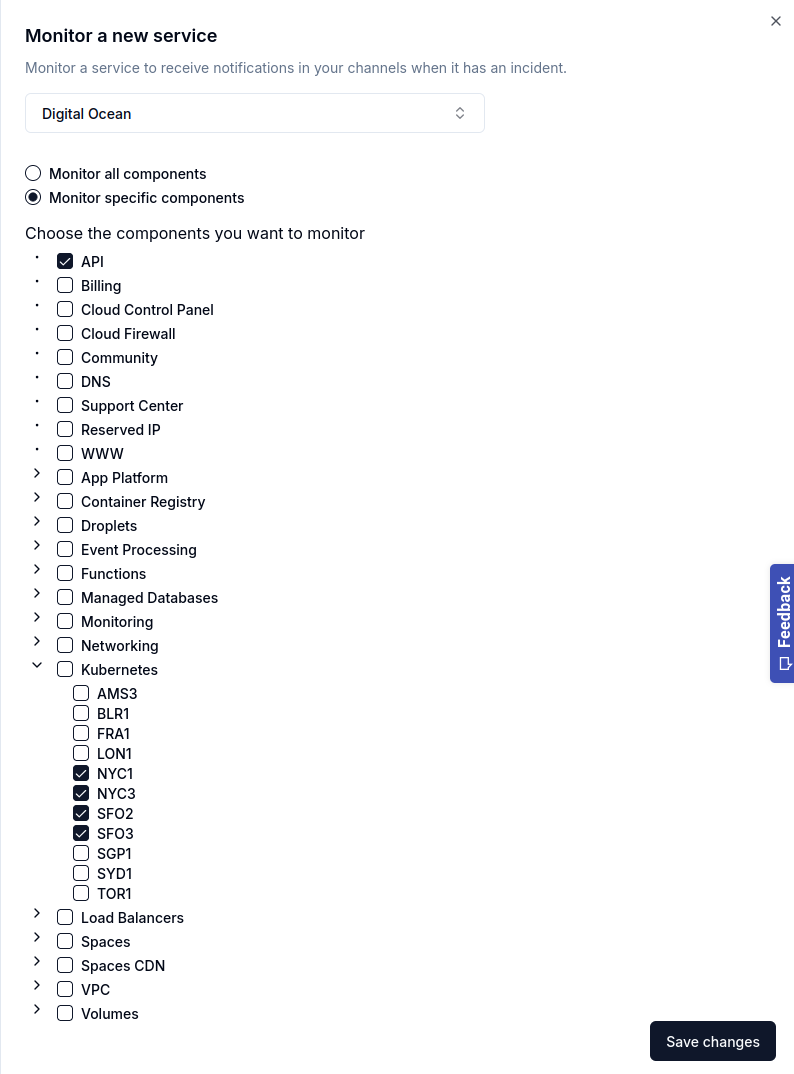 Monitor a new service
Monitor a service to receive notifications in your channels when it has an incident.
Digital Ocean
Monitor all components
Monitor specific components
Choose the components you want to monitor
API
Billing
Cloud Control Panel
Cloud Firewall
Community
DNS
Support Center
Reserved IP
WWW
App Platform
Container Registry
Droplets
Event Processing
Functions
Managed Databases
Monitoring
Networking
Kubernetes
AMS3
BLR1
FRA1
LON1
NYC1
NYC3
SFO2
SFO3
SGP1
SYD1
TOR1
Load Balancers
Spaces
Spaces CDN
VPC
Volumes
Save changes
Feedback